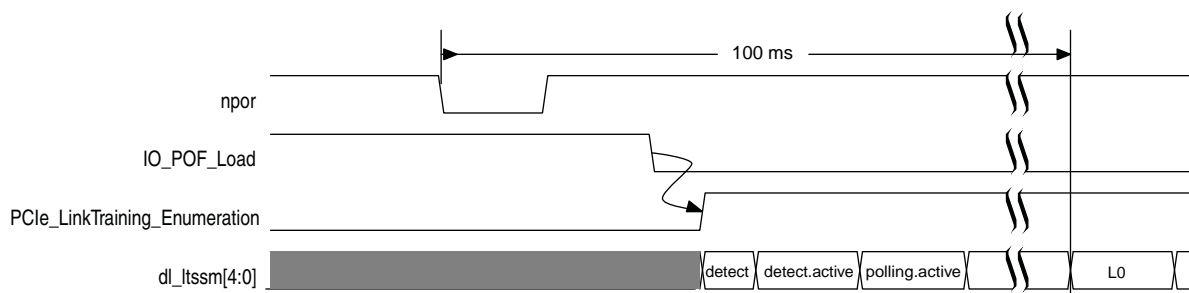 100 ms
npor
IO_POF_Load
PCIe_LinkTraining_Enumeration
dl_ltssm[4:0]
detect
detect.active
polling.active
L0